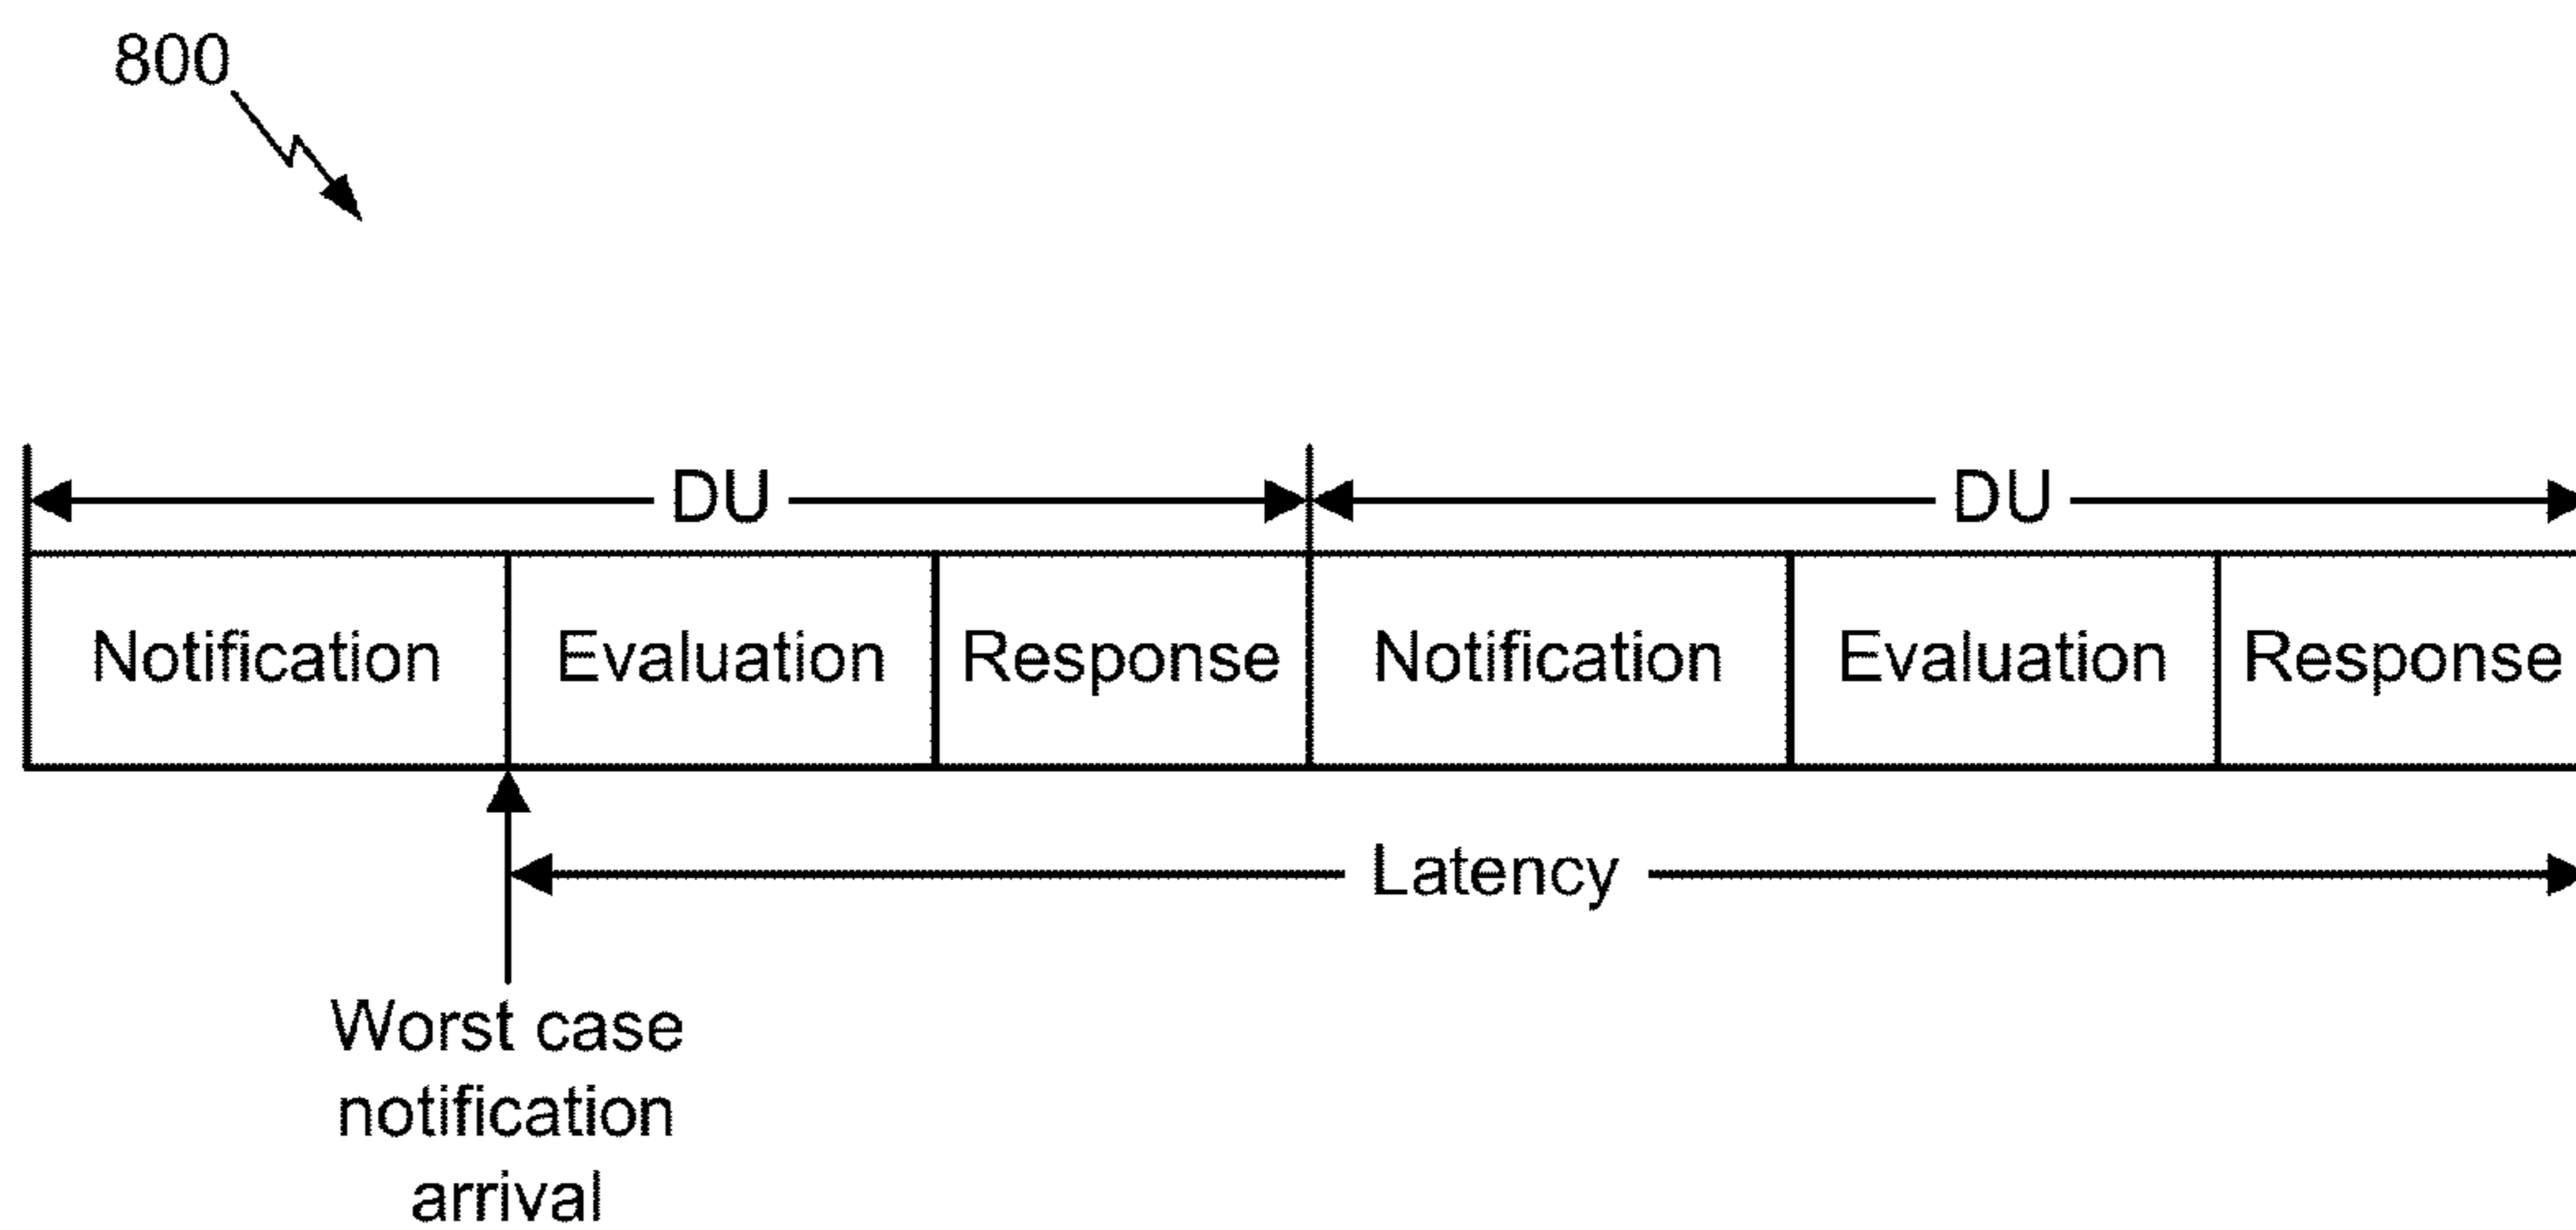 800
DU DU
Notification Evaluation Response Notification Evaluation Response
Latency
Worst case
notification
arrival